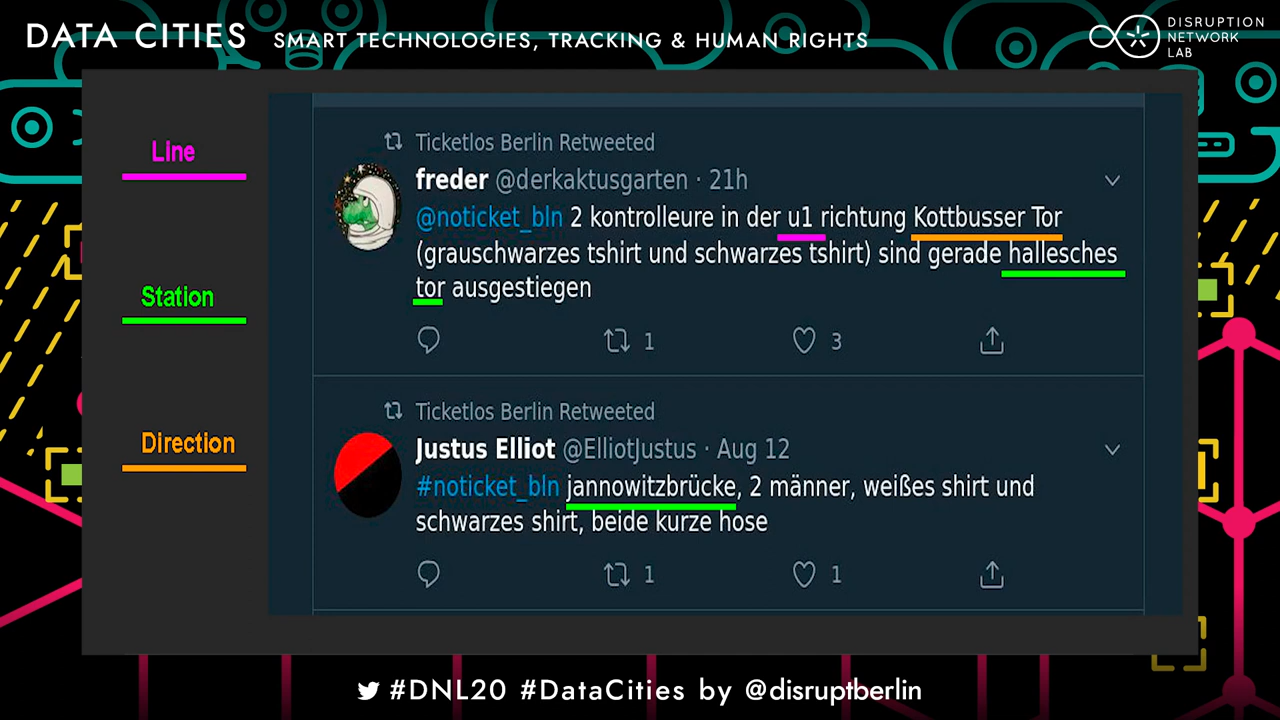 DATA CITIES SMART TECHNOLOGIES, TRACKING & HUMAN RIGHTS
DISRUPTION
NETWORK
LAB
LIne
Station
Direction
Ticketlos Berlin Retweeted
freder @derkaktusgarten · 21h
@noticket_bln 2 kontrolleure in der u1 richtung Kottbusser Tor
(grauschwarzes tshirt und schwarzes tshirt) sind gerade hallesches
tor ausgestiegen
1 3
Ticketlos Berlin Retweeted
Justus Elliot @ElliotJustus · Aug 12
#noticket_bln jannowitzbrücke, 2 männer, weißes shirt und
schwarzes shirt, beide kurze hose
1 1
#DNL20 #DataCities by @disruptberlin